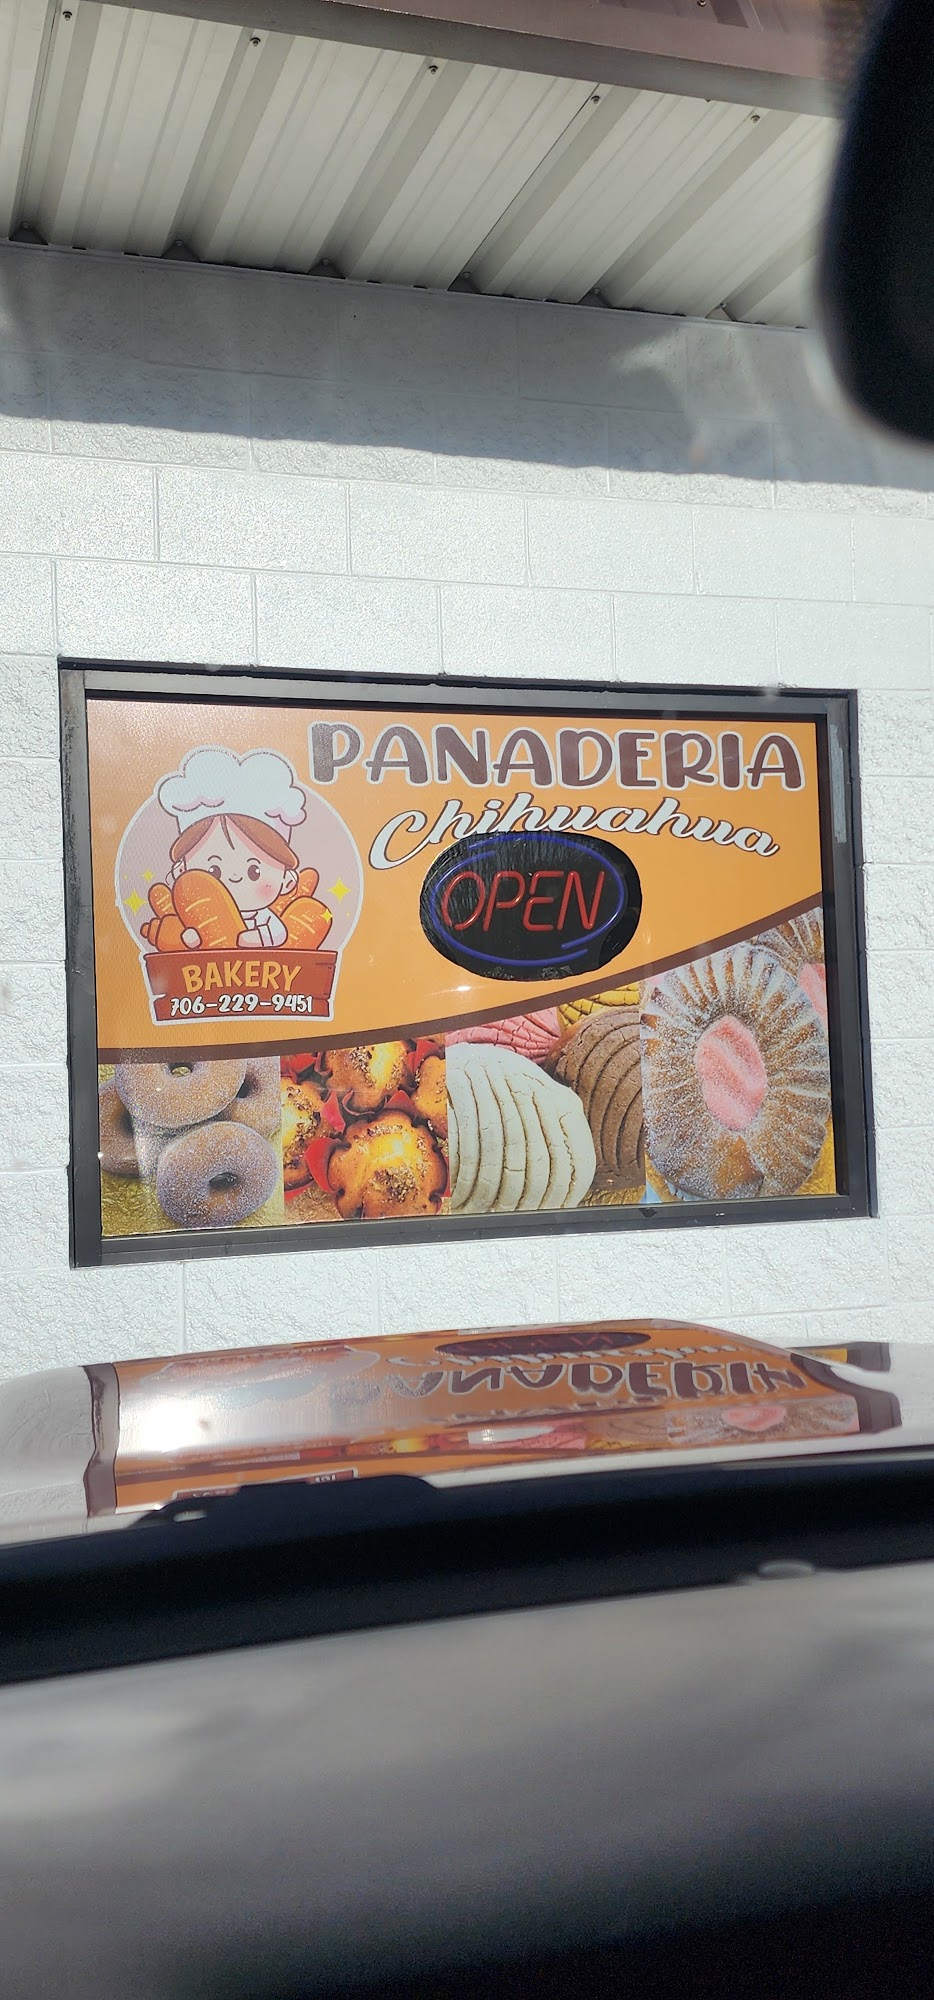 PANADERIA
Chihuahua
OPEN
BAKERY
706-229-9451